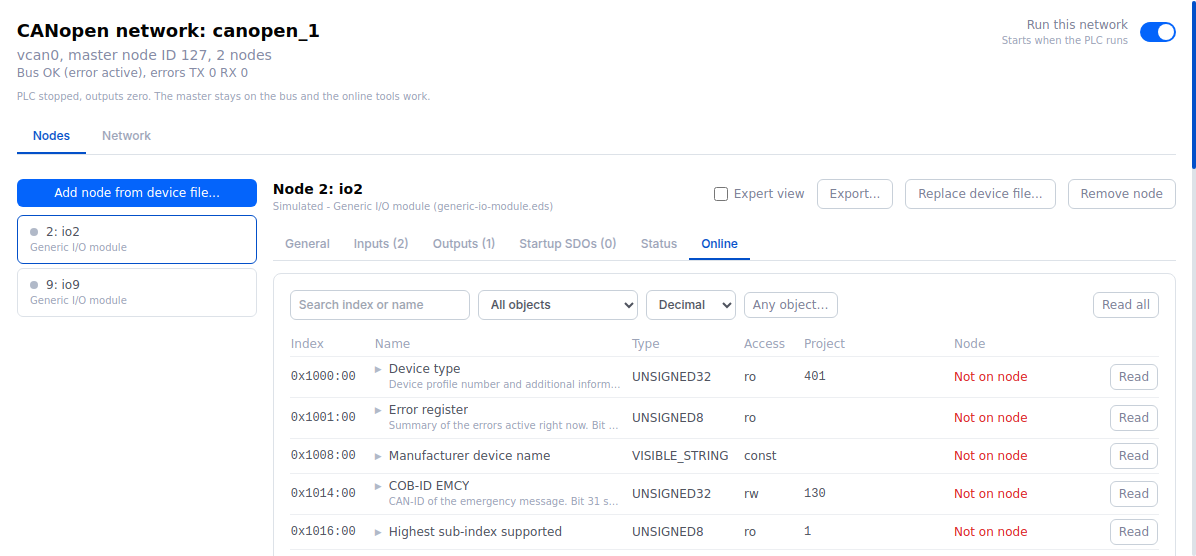 CANopen network: canopen_1
Run this network
Starts when the PLC runs
vcan0, master node ID 127, 2 nodes
Bus OK (error active), errors TX 0 RX 0
PLC stopped, outputs zero. The master stays on the bus and the online tools work.
Nodes Network
Add node from device file...
2: io2
Generic I/O module
9: io9
Generic I/O module
Node 2: io2
Simulated - Generic I/O module (generic-io-module.eds)
Expert view Export... Replace device file... Remove node
General Inputs (2) Outputs (1) Startup SDOs (0) Status Online
Search index or name All objects Decimal Any object... Read all
Index Name Type Access Project Node
0x1000:00 Device type UNSIGNED32 ro 401 Not on node Read
Device profile number and additional inform...
0x1001:00 Error register UNSIGNED8 ro Not on node Read
Summary of the errors active right now. Bit ...
0x1008:00 Manufacturer device name VISIBLE_STRING const Not on node Read
0x1014:00 COB-ID EMCY UNSIGNED32 rw 130 Not on node Read
CAN-ID of the emergency message. Bit 31 s...
0x1016:00 Highest sub-index supported UNSIGNED8 ro 1 Not on node Read